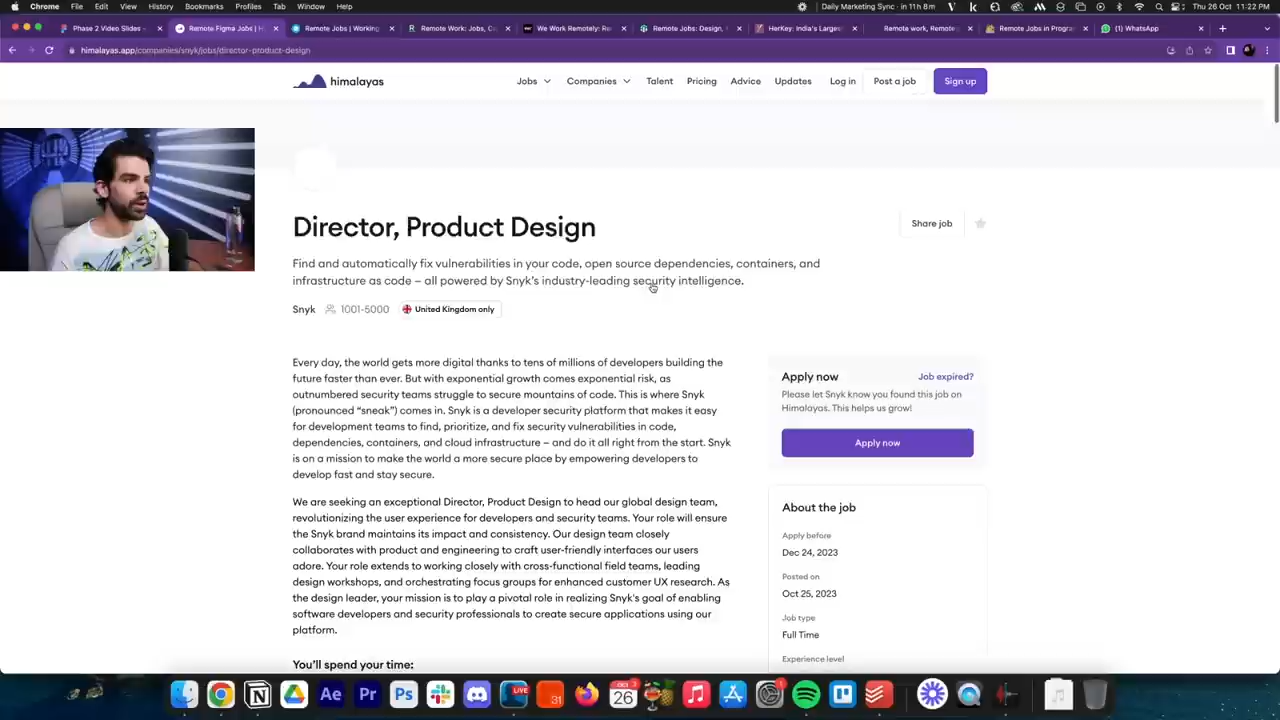 Chrome File Edit View History Bookmarks Profiles Tab Window Help
Daily Marketing Sync • in 11h 8m
Thu 26 Oct 11:22 PM
Phase 2 Video Slides -
Remote Figma Jobs | H
Remote Jobs | Working
Remote Work: Jobs, C
We Work Remotely: Re
Remote Jobs: Design,
HerKey: India's Larges
Remote work, Remote
Remote Jobs in Progra
(1) WhatsApp
himalayas.app/companies/snyk/jobs/director-product-design
himalayas
Jobs
Companies
Talent
Pricing
Advice
Updates
Log in
Post a job
Sign up
Director, Product Design
Share job
Find and automatically fix vulnerabilities in your code, open source dependencies, containers, and
infrastructure as code – all powered by Snyk's industry-leading security intelligence.
Snyk 1001-5000 United Kingdom only
Every day, the world gets more digital thanks to tens of millions of developers building the
future faster than ever. But with exponential growth comes exponential risk, as
outnumbered security teams struggle to secure mountains of code. This is where Snyk
(pronounced “sneak”) comes in. Snyk is a developer security platform that makes it easy
for development teams to find, prioritize, and fix security vulnerabilities in code,
dependencies, containers, and cloud infrastructure – and do it all right from the start. Snyk
is on a mission to make the world a more secure place by empowering developers to
develop fast and stay secure.
We are seeking an exceptional Director, Product Design to head our global design team,
revolutionizing the user experience for developers and security teams. Your role will ensure
the Snyk brand maintains its impact and consistency. Our design team closely
collaborates with product and engineering to craft user-friendly interfaces our users
adore. Your role extends to working closely with cross-functional field teams, leading
design workshops, and orchestrating focus groups for enhanced customer UX research. As
the design leader, your mission is to play a pivotal role in realizing Snyk's goal of enabling
software developers and security professionals to create secure applications using our
platform.
You'll spend your time:
Apply now
Job expired?
Please let Snyk know you found this job on
Himalayas. This helps us grow!
Apply now
About the job
Apply before
Dec 24, 2023
Posted on
Oct 25, 2023
Job type
Full Time
Experience level
Ae
Pr
Ps
LIVE
31
OCT
26